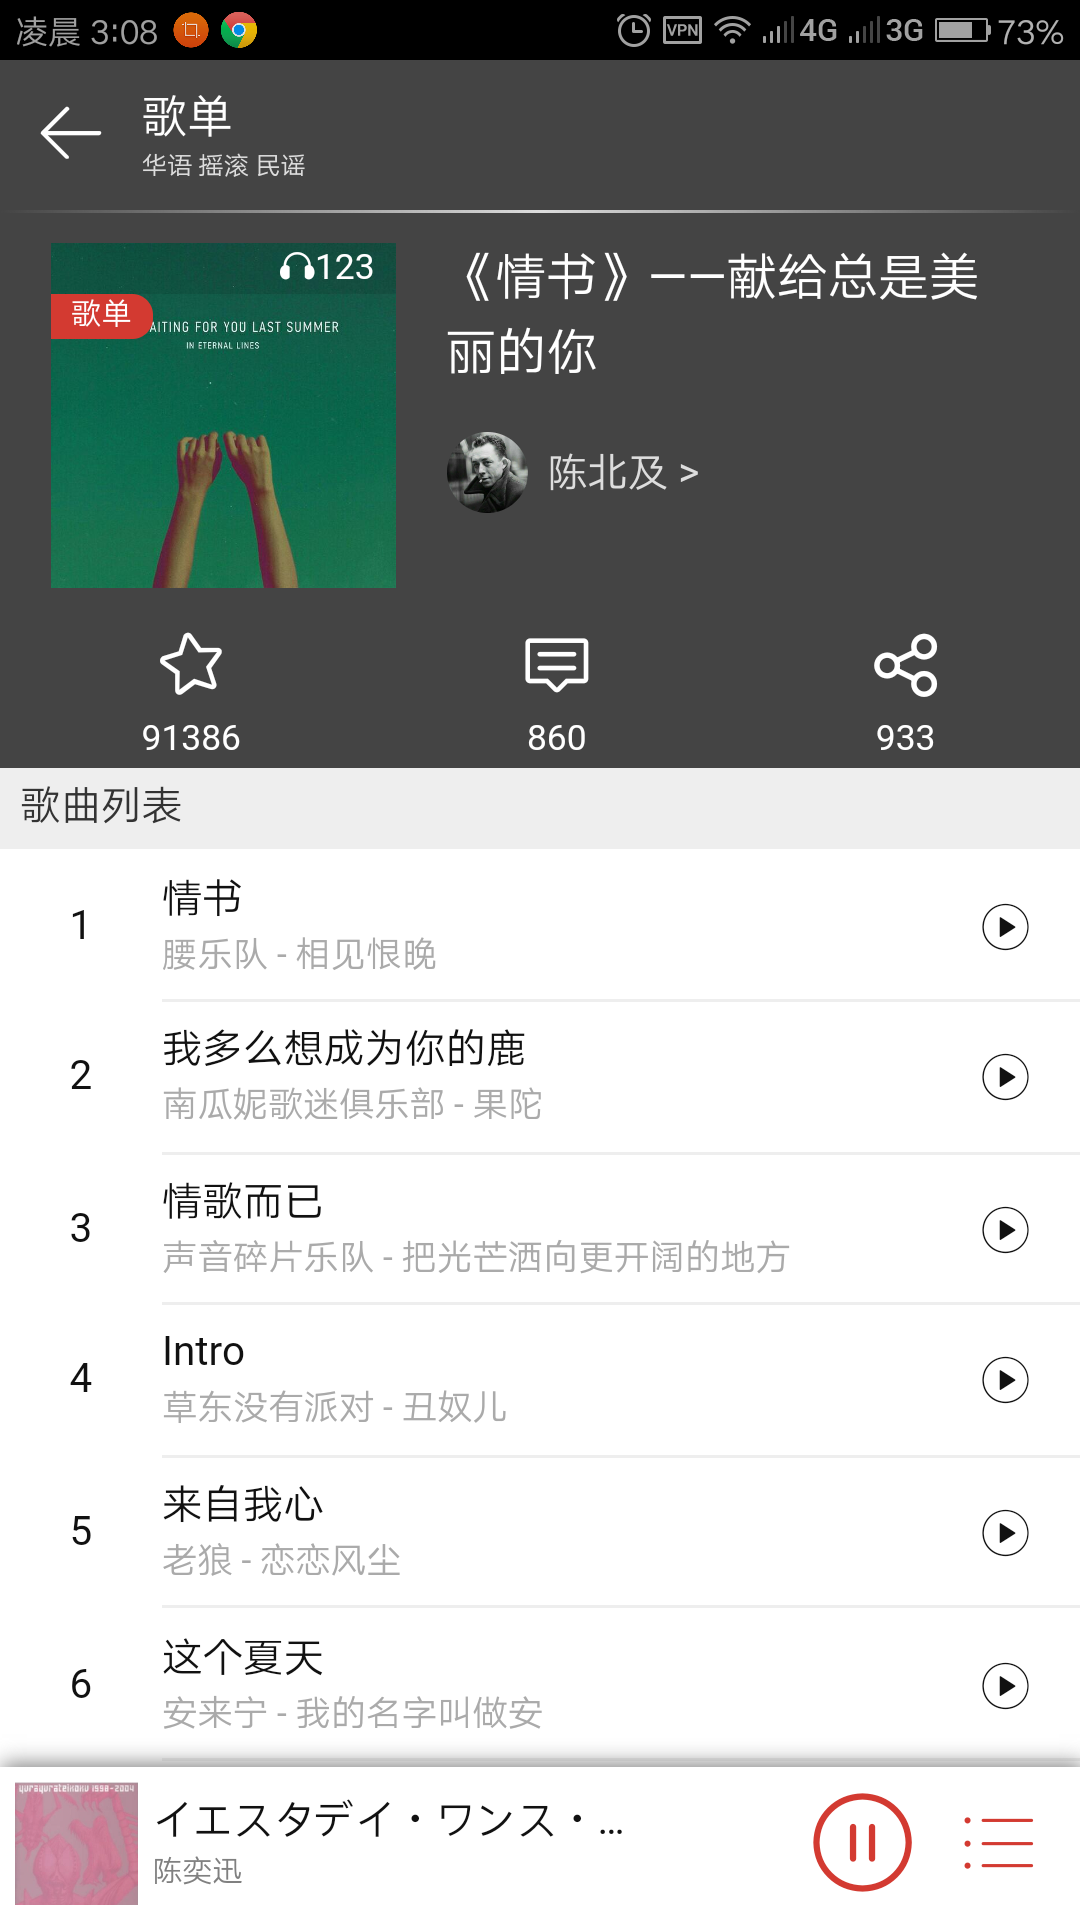 凌晨 3:08
VPN 4G 3G 73%
歌单
华语 摇滚 民谣
123
歌单
AITING FOR YOU LAST SUMMER
IN ETERNAL LINES
《情书》——献给总是美
丽的你
陈北及 >
91386
860
933
歌曲列表
1
情书
腰乐队 - 相见恨晚
2
我多么想成为你的鹿
南瓜妮歌迷俱乐部 - 果陀
3
情歌而已
声音碎片乐队 - 把光芒洒向更开阔的地方
4
Intro
草东没有派对 - 丑奴儿
5
来自我心
老狼 - 恋恋风尘
6
这个夏天
安来宁 - 我的名字叫做安
yurayurateikoku 1998-2004
イエスタデイ・ワンス・...
陈奕迅